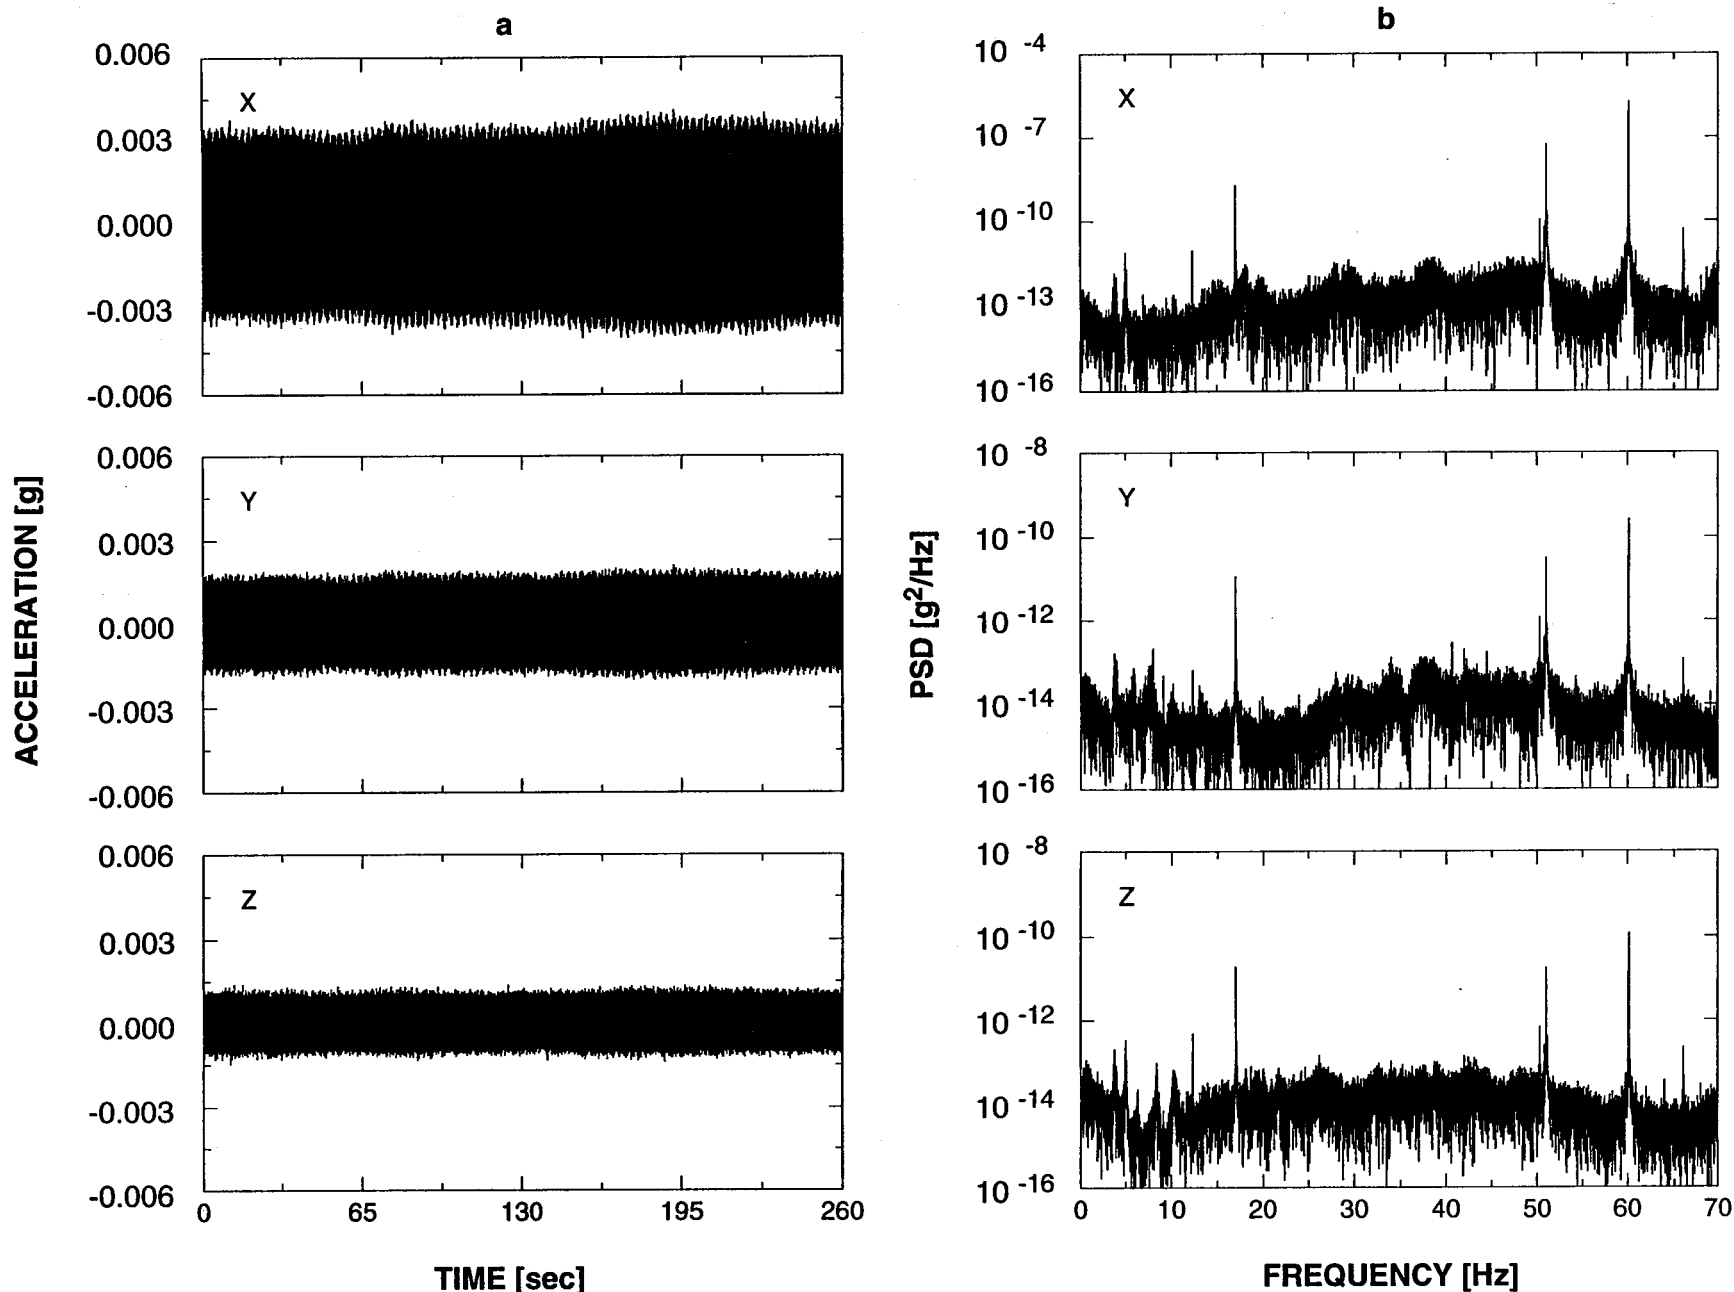 a
0.006
X
0.003
0.000
-0.003
-0.006
0.006
Y
0.003
0.000
-0.003
-0.006
0.006
Z
0.003
0.000
-0.003
-0.006
0 65 130 195 260
ACCELERATION [g]
TIME [sec]
b
10 -4
X
10 -7
10 -10
10 -13
10 -16
10 -8
Y
10 -10
10 -12
10 -14
10 -16
10 -8
Z
10 -10
10 -12
10 -14
10 -16
0 10 20 30 40 50 60 70
PSD [g2/Hz]
FREQUENCY [Hz]